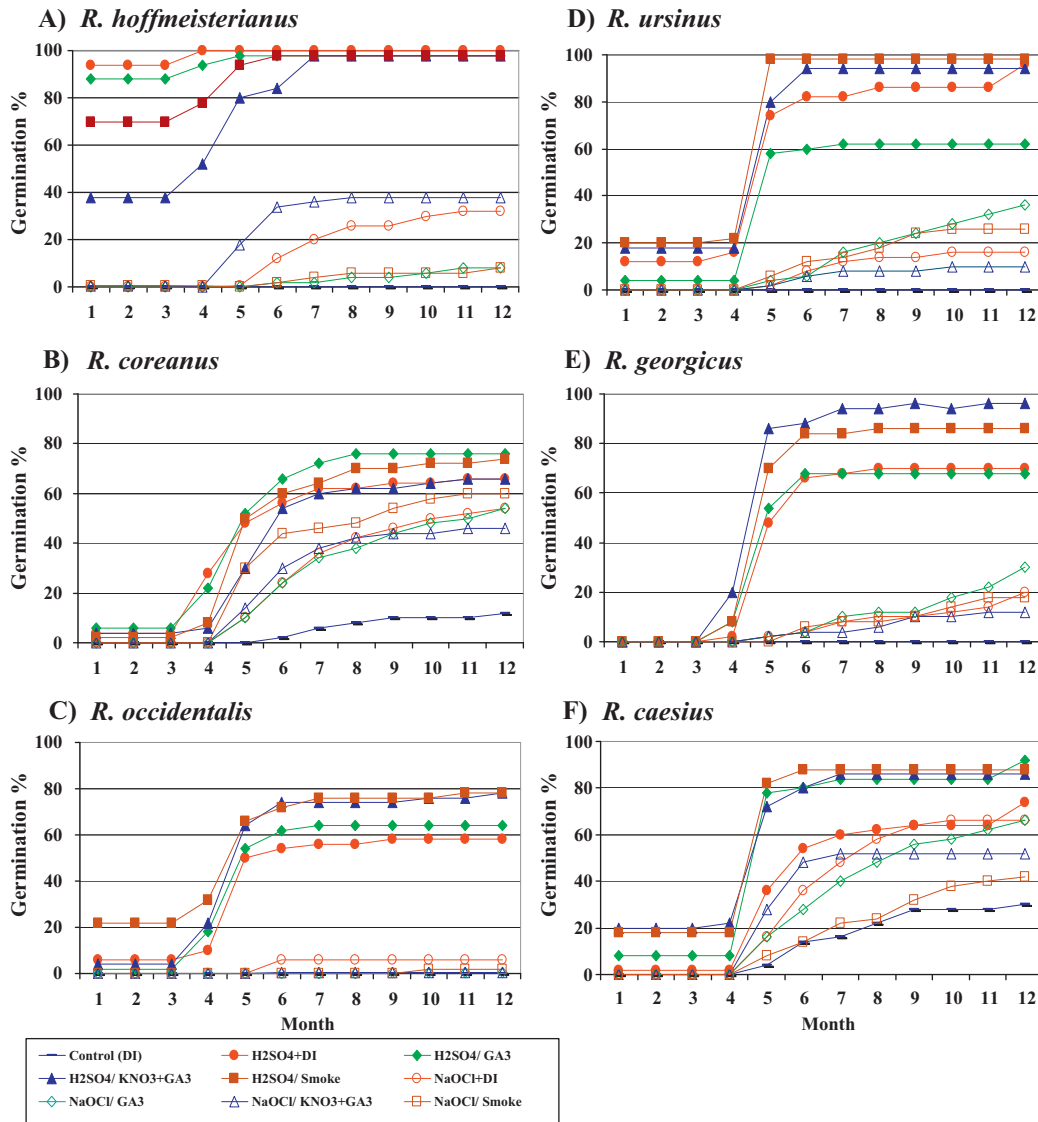 A) R. hoffmeisterianus
Germination %
100
80
60
40
20
0
1 2 3 4 5 6 7 8 9 10 11 12
B) R. coreanus
Germination %
100
80
60
40
20
0
1 2 3 4 5 6 7 8 9 10 11 12
C) R. occidentalis
Germination %
100
80
60
40
20
0
1 2 3 4 5 6 7 8 9 10 11 12
Month
D) R. ursinus
Germination %
100
80
60
40
20
0
1 2 3 4 5 6 7 8 9 10 11 12
E) R. georgicus
Germination %
100
80
60
40
20
0
1 2 3 4 5 6 7 8 9 10 11 12
F) R. caesius
Germination %
100
80
60
40
20
0
1 2 3 4 5 6 7 8 9 10 11 12
Month
Control (DI) H2SO4+DI H2SO4/ GA3
H2SO4/ KNO3+GA3 H2SO4/ Smoke NaOCl+DI
NaOCl/ GA3 NaOCl/ KNO3+GA3 NaOCl/ Smoke